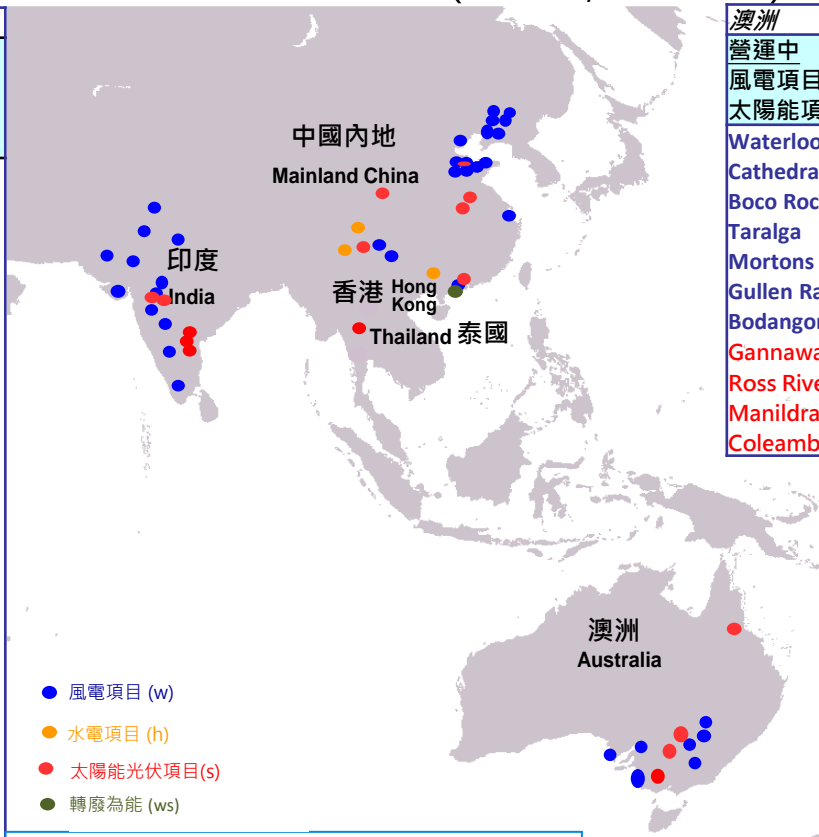 澳洲
營運中
風電項目
太陽能項
Waterloo
Cathedra
Boco Roc
Taralga
Mortons
Gullen Ra
Bodangor
Gannawa
Ross Rive
Manildra
Coleamb
中國內地
Mainland China
印度
India
香港 Hong
Kong
Thailand 泰國
澳洲
Australia
風電項目 (w)
水電項目 (h)
太陽能光伏項目(s)
轉廢為能 (ws)